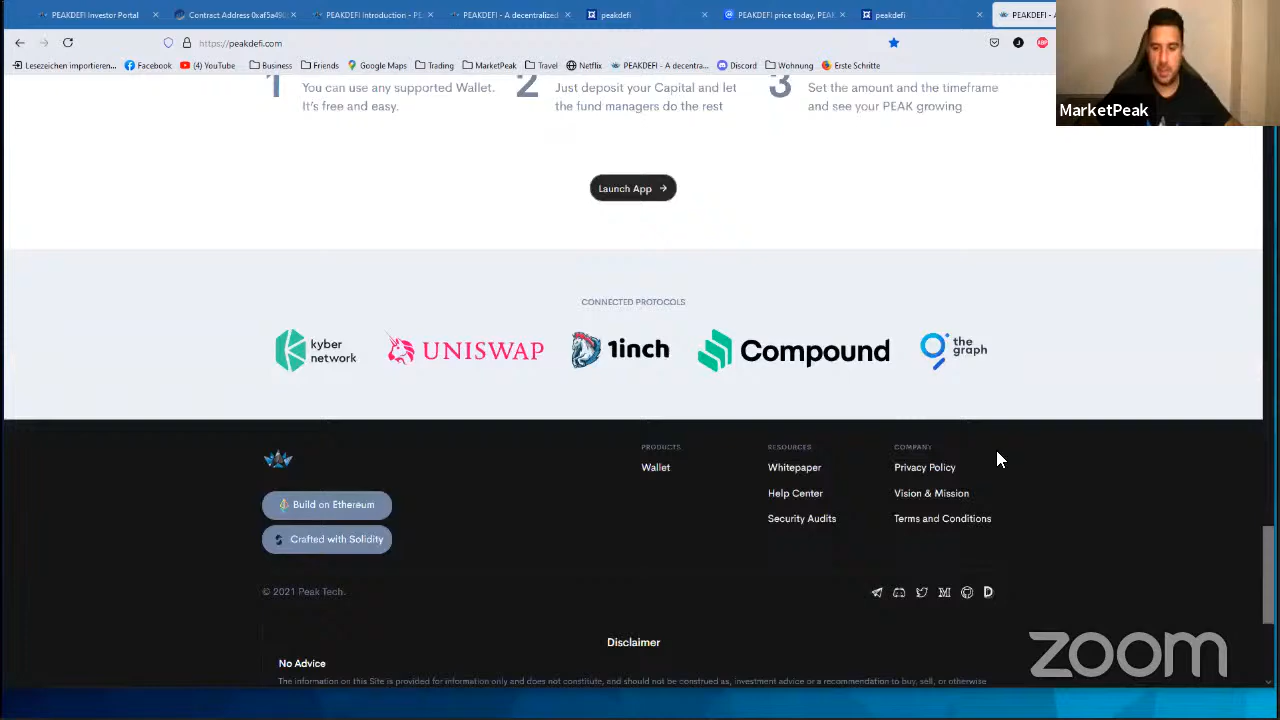 PEAKDEFI Investor Portal
Contract Address 0xaf5a490
PEAKDEFI Introduction - PE
PEAKDEFI - A decentralized
peakdefi
PEAKDEFI price today, PEAK
peakdefi
PEAKDEFI - A
https://peakdefi.com
Lesezeichen importieren...
Facebook
(4) YouTube
Business
Friends
Google Maps
Trading
MarketPeak
Travel
Netflix
PEAKDEFI - A decentra...
Discord
Wohnung
Erste Schritte
MarketPeak
1
You can use any supported Wallet.
It's free and easy.
2
Just deposit your Capital and let
the fund managers do the rest
3
Set the amount and the timeframe
and see your PEAK growing
Launch App
CONNECTED PROTOCOLS
kyber
network
UNISWAP
1inch
Compound
the
graph
PRODUCTS
Wallet
RESOURCES
Whitepaper
Help Center
Security Audits
COMPANY
Privacy Policy
Vision & Mission
Terms and Conditions
Build on Ethereum
Crafted with Solidity
© 2021 Peak Tech.
Disclaimer
No Advice
The information on this Site is provided for information only and does not constitute, and should not be construed as, investment advice or a recommendation to buy, sell, or otherwise
zoom